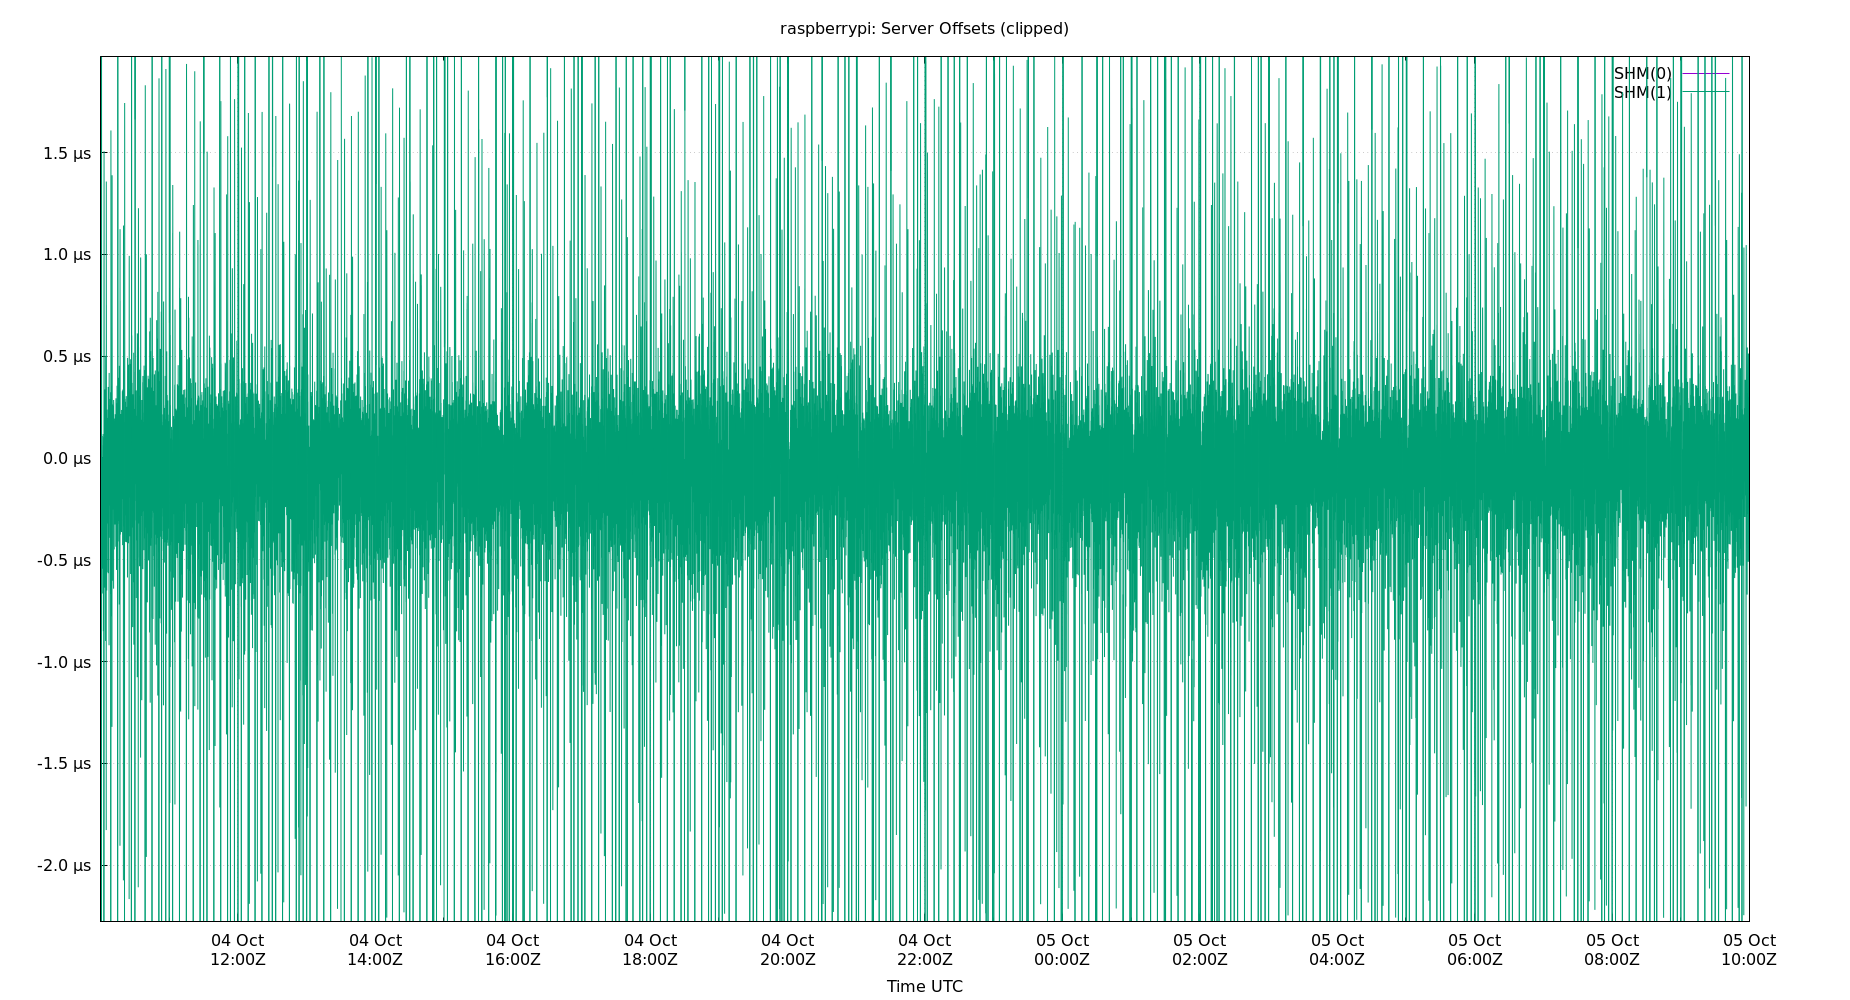 raspberrypi: Server Offsets (clipped)
SHM(0)
SHM(1)
1.5 µs
1.0 µs
0.5 µs
0.0 µs
-0.5 µs
-1.0 µs
-1.5 µs
-2.0 µs
04 Oct 04 Oct 04 Oct 04 Oct 04 Oct 04 Oct 05 Oct 05 Oct 05 Oct 05 Oct 05 Oct 05 Oct
12:00Z 14:00Z 16:00Z 18:00Z 20:00Z 22:00Z 00:00Z 02:00Z 04:00Z 06:00Z 08:00Z 10:00Z
Time UTC